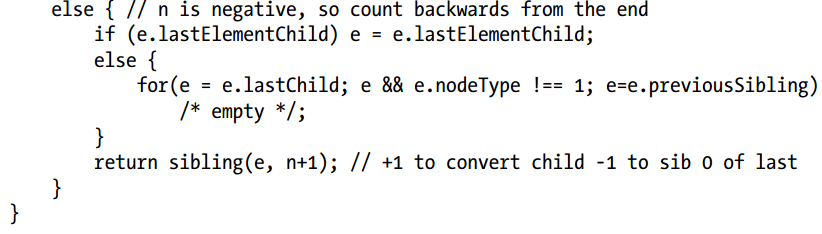 else { // n is negative, so count backwards from the end
if (e.lastElementChild) e = e.lastElementChild;
else {
for(e = e.lastChild; e && e.nodeType !== 1; e=e.previousSibling)
/* empty */;
}
return sibling(e, n+1); // +1 to convert child -1 to sib 0 of last
}
}